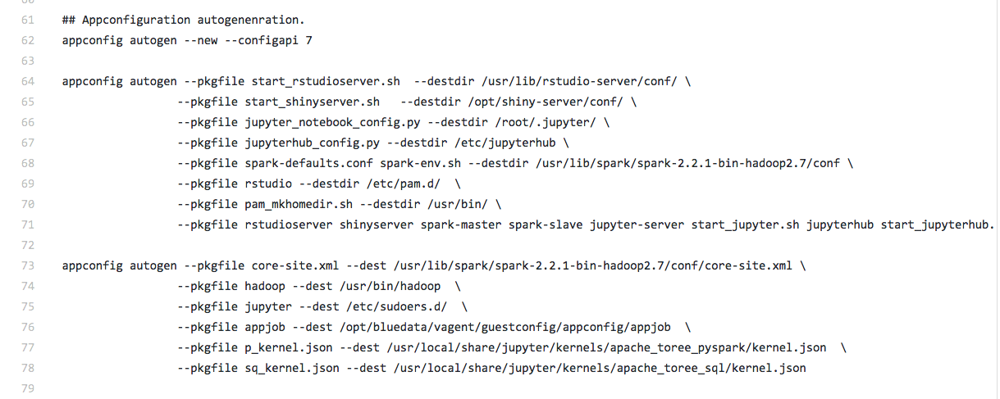 61 ## Appconfiguration autogenenration.
62 appconfig autogen --new --configapi 7
63
64 appconfig autogen --pkgfile start_rstudioserver.sh  --destdir /usr/lib/rstudio-server/conf/ \
65 --pkgfile start_shinyserver.sh   --destdir /opt/shiny-server/conf/ \
66 --pkgfile jupyter_notebook_config.py --destdir /root/.jupyter/ \
67 --pkgfile jupyterhub_config.py --destdir /etc/jupyterhub \
68 --pkgfile spark-defaults.conf spark-env.sh --destdir /usr/lib/spark/spark-2.2.1-bin-hadoop2.7/conf \
69 --pkgfile rstudio --destdir /etc/pam.d/  \
70 --pkgfile pam_mkhomedir.sh --destdir /usr/bin/ \
71 --pkgfile rstudioserver shinyserver spark-master spark-slave jupyter-server start_jupyter.sh jupyterhub start_jupyterhub.
72
73 appconfig autogen --pkgfile core-site.xml --dest /usr/lib/spark/spark-2.2.1-bin-hadoop2.7/conf/core-site.xml \
74 --pkgfile hadoop --dest /usr/bin/hadoop  \
75 --pkgfile jupyter --dest /etc/sudoers.d/  \
76 --pkgfile appjob --dest /opt/bluedata/vagent/guestconfig/appconfig/appjob  \
77 --pkgfile p_kernel.json --dest /usr/local/share/jupyter/kernels/apache_toree_pyspark/kernel.json  \
78 --pkgfile sq_kernel.json --dest /usr/local/share/jupyter/kernels/apache_toree_sql/kernel.json
79